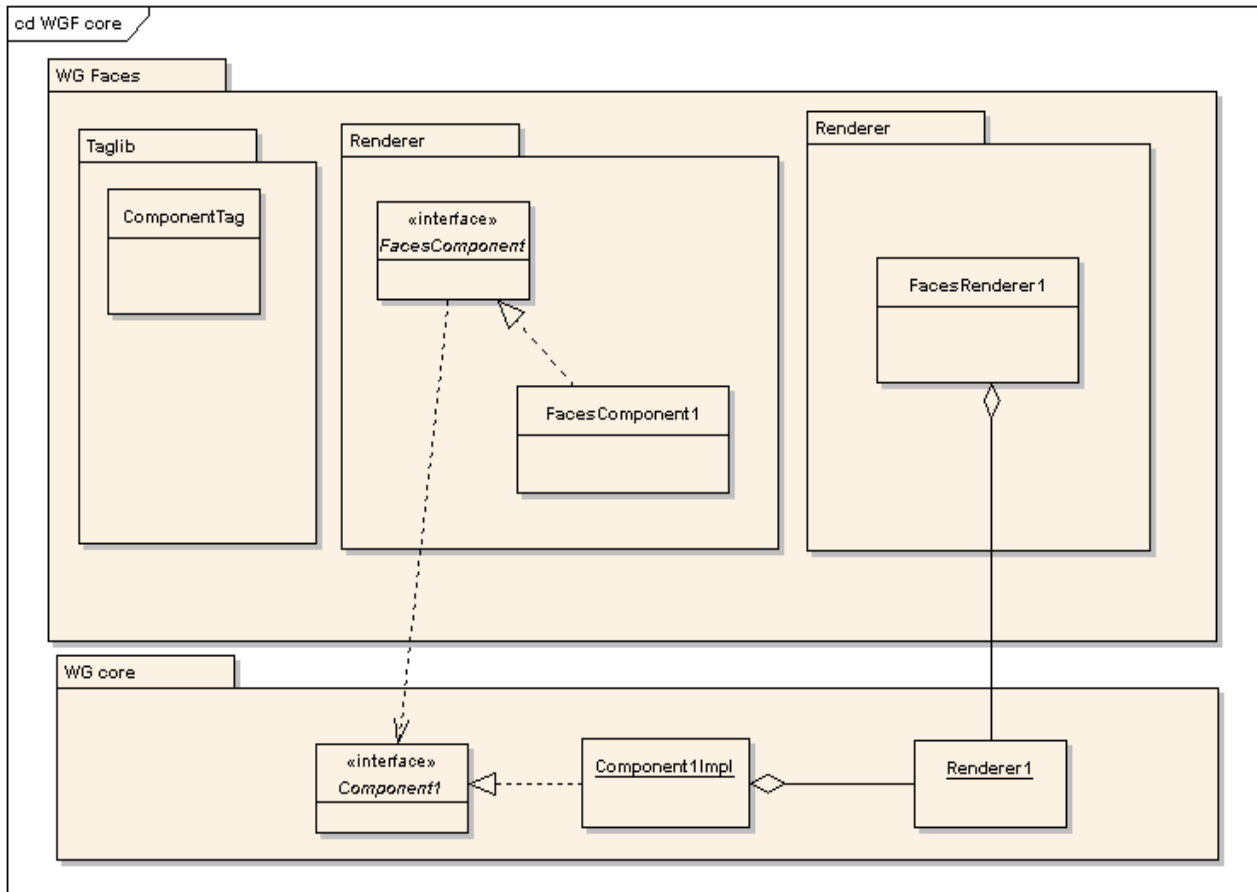 cd WGF core
WG Faces
Taglib
ComponentTag
Renderer
«interface»
FacesComponent
FacesComponent1
Renderer
FacesRenderer1
WG core
«interface»
Component1
Component1Impl
Renderer1